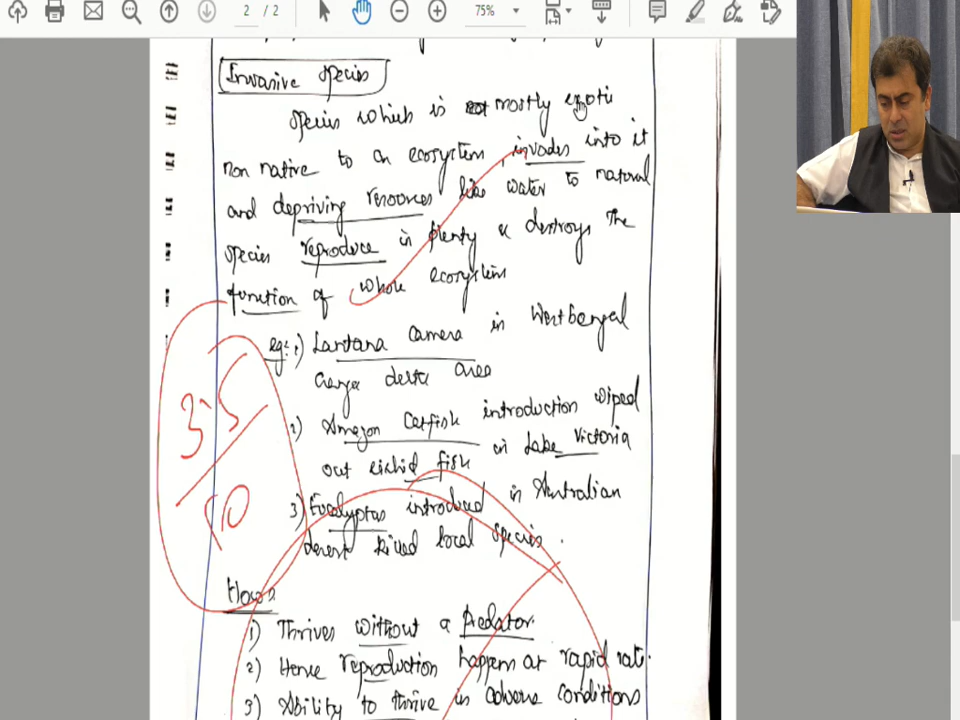 2 / 2
75%
Invasive species
species which is mostly exotic
non native to an ecosystem, invades into it
and depriving resources like water to natural
species reproduce in plenty & destroys the
function of whole ecosystem
eg: 1) Lantana Camera in West bengal
Ganga delta area
2) Amazon Catfish introduction wiped
out cichlid fish in Lake Victoria
3) Eucalyptas introduced in Australian
desert killed local species.
3.5
10
How?
1) Thrives without a predator.
2) Hence reproduction happens at rapid rate.
3) Ability to thrive in adverse conditions